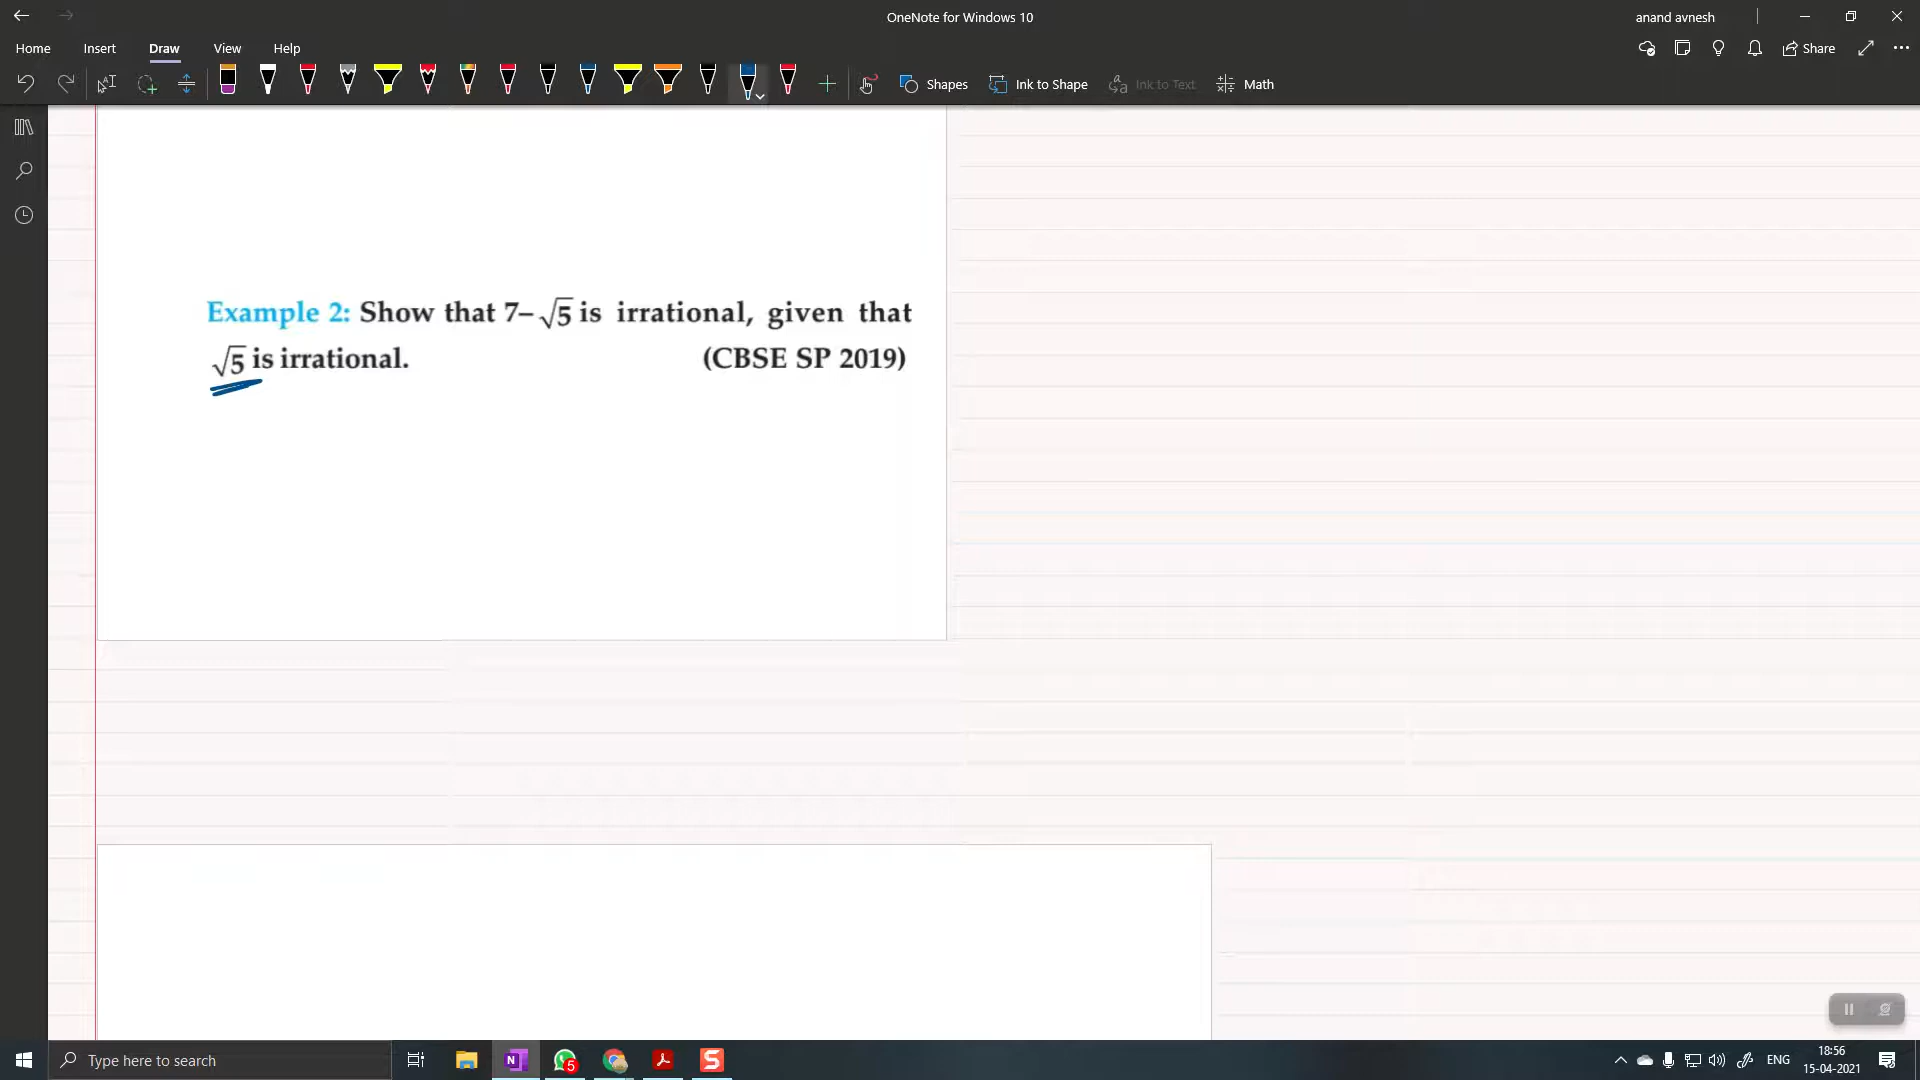 OneNote for Windows 10
anand avnesh
Home Insert Draw View Help
Share
Shapes Ink to Shape Ink to Text Math
Example 2: Show that 7–√5 is irrational, given that
√5 is irrational. (CBSE SP 2019)
Type here to search
5
ENG
18:56
15-04-2021